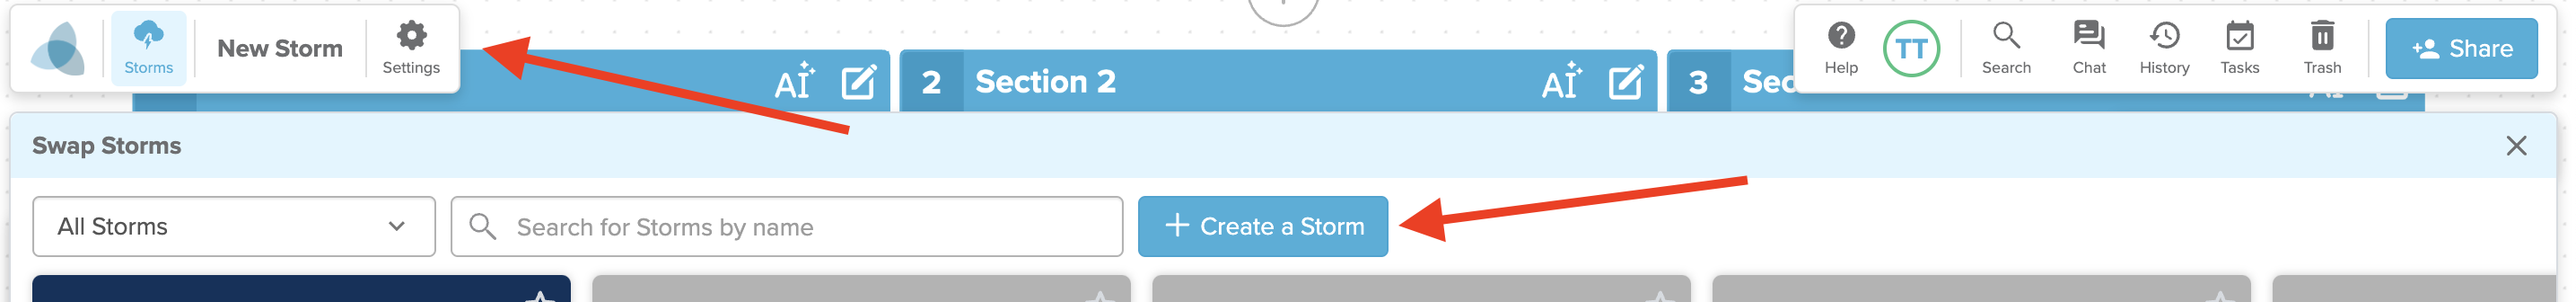 Storms
New Storm
Settings
Help
TT
Search
Chat
History
Tasks
Trash
Share
AI
2 Section 2
AI
3 Sec
AI
Swap Storms
All Storms
Search for Storms by name
+ Create a Storm